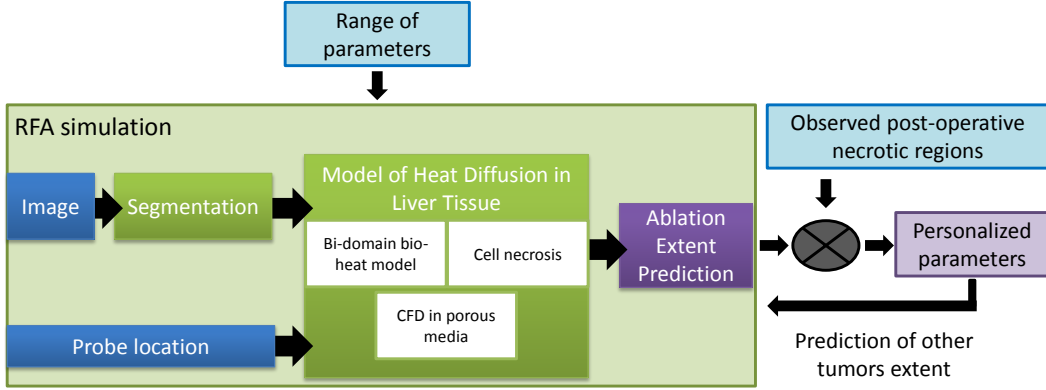 Range of
parameters
RFA simulation
Observed post-operative
necrotic regions
Image
Segmentation
Model of Heat Diffusion in
Liver Tissue
Bi-domain bio-
heat model
Cell necrosis
CFD in porous
media
Probe location
Ablation
Extent
Prediction
Personalized
parameters
Prediction of other
tumors extent